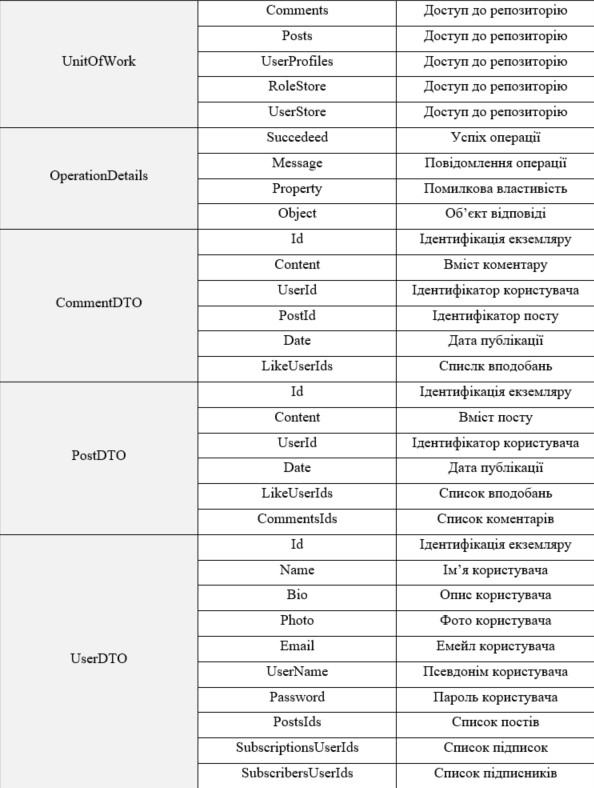 UnitOfWork
Comments Доступ до репозиторію
Posts Доступ до репозиторію
UserProfiles Доступ до репозиторію
RoleStore Доступ до репозиторію
UserStore Доступ до репозиторію
OperationDetails
Succedeed Успіх операції
Message Повідомлення операції
Property Помилкова властивість
Object Об’єкт відповіді
CommentDTO
Id Ідентифікація екземляру
Content Вміст коментару
UserId Ідентифікатор користувача
PostId Ідентифікатор посту
Date Дата публікації
LikeUserIds Спислк вподобань
PostDTO
Id Ідентифікація екземляру
Content Вміст посту
UserId Ідентифікатор користувача
Date Дата публікації
LikeUserIds Список вподобань
CommentsIds Список коментарів
UserDTO
Id Ідентифікація екземляру
Name Ім’я користувача
Bio Опис користувача
Photo Фото користувача
Email Емейл користувача
UserName Псевдонім користувача
Password Пароль користувача
PostsIds Список постів
SubscriptionsUserIds Список підписок
SubscribersUserIds Список підписників